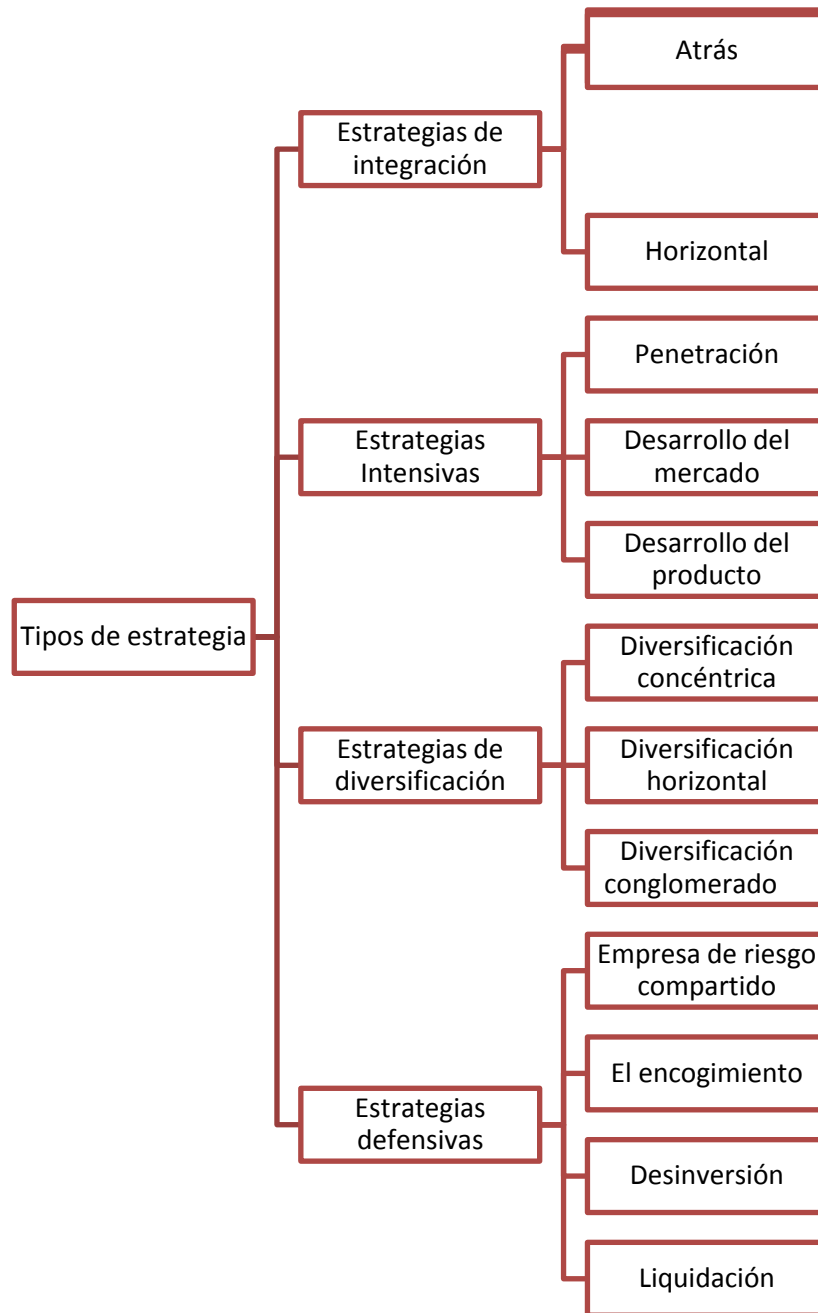 Tipos de estrategia
Estrategias de
integración
Atrás
Horizontal
Estrategias
Intensivas
Penetración
Desarrollo del
mercado
Desarrollo del
producto
Estrategias de
diversificación
Diversificación
concéntrica
Diversificación
horizontal
Diversificación
conglomerado
Estrategias
defensivas
Empresa de riesgo
compartido
El encogimiento
Desinversión
Liquidación